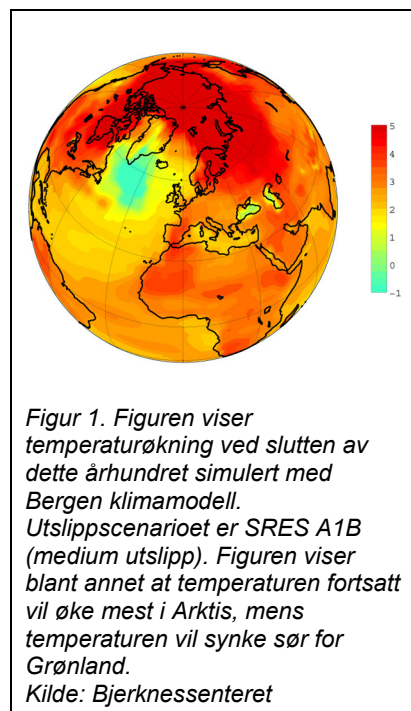 5
4
3
2
1
0
−1
Figur 1. Figuren viser
temperaturøkning ved slutten av
dette århundret simulert med
Bergen klimamodell.
Utslippscenarioet er SRES A1B
(medium utslipp). Figuren viser
blant annet at temperaturen fortsatt
vil øke mest i Arktis, mens
temperaturen vil synke sør for
Grønland.
Kilde: Bjerknessenteret